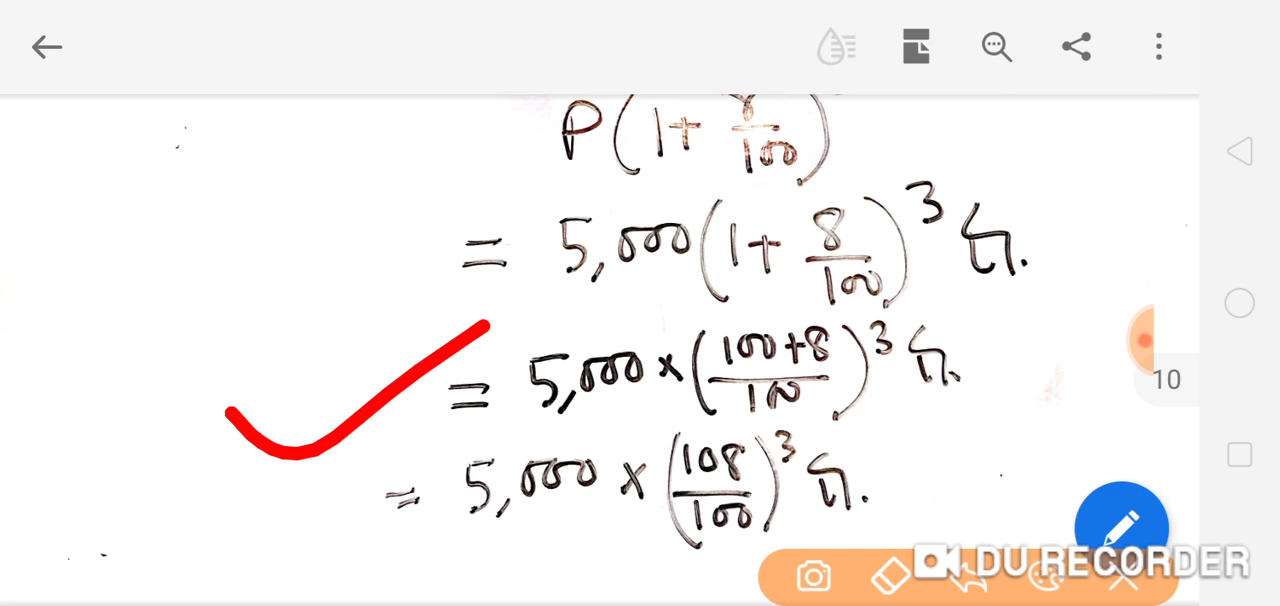 P(1+ 8/100)
= 5,000(1+ 8/100)³ रु.
= 5,000 × (100+8/100)³ रु.
10
= 5,000 × (108/100)³ रु.
DU RECORDER